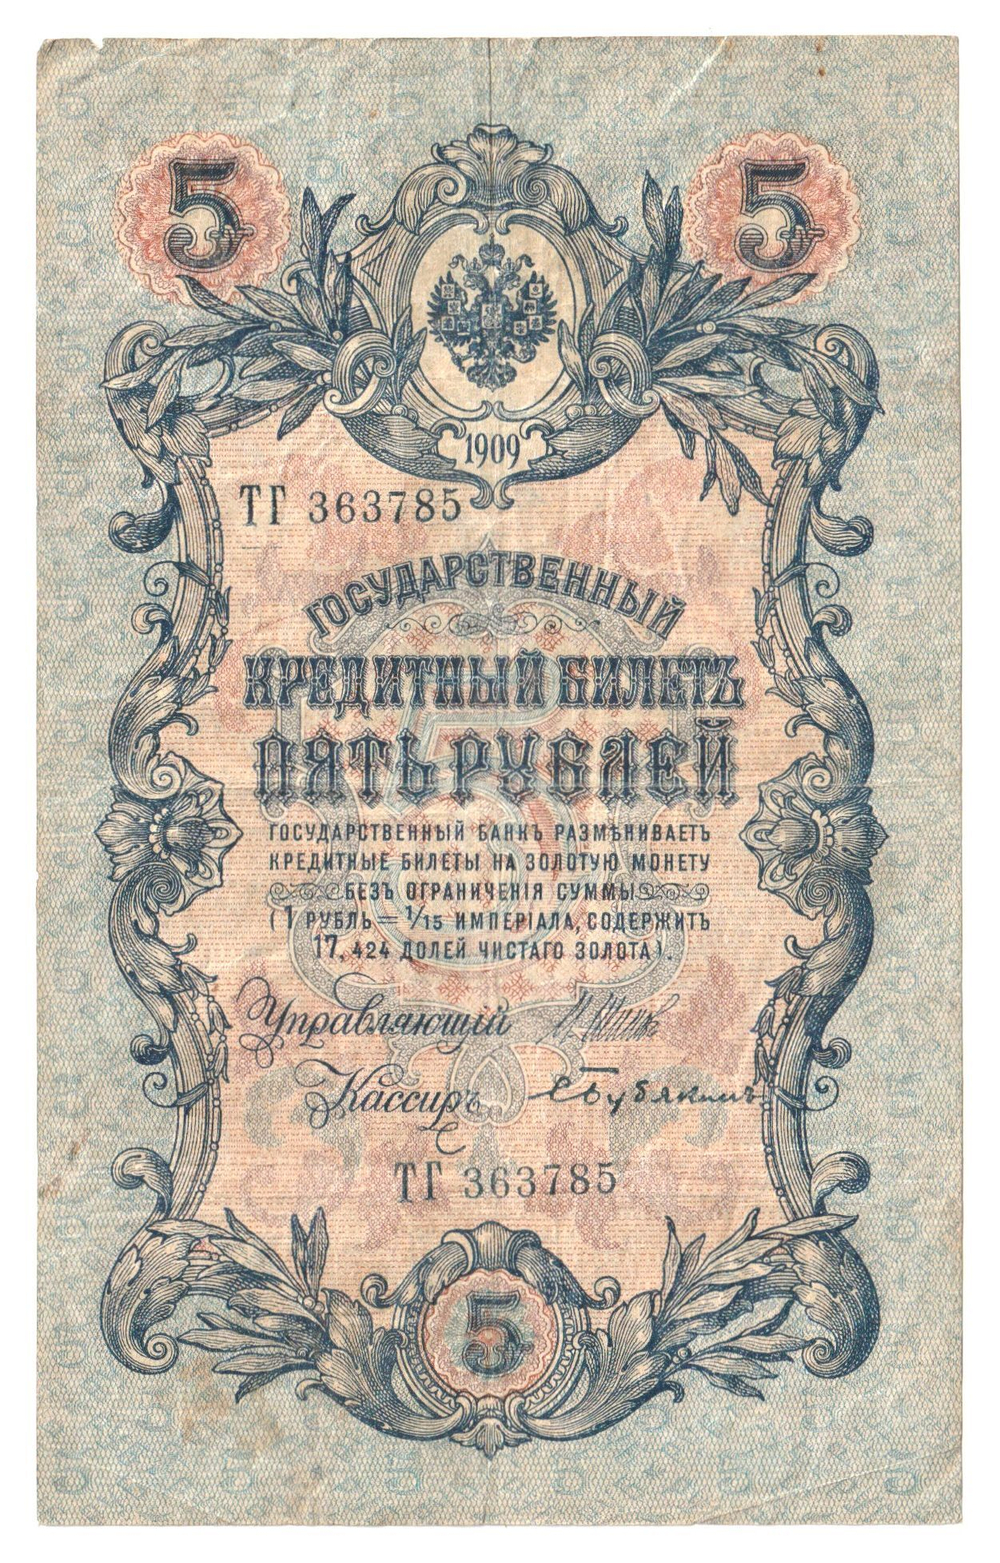 5 5
1909
ТГ 363785
ГОСУДАРСТВЕННЫЙ
КРЕДИТНЫЙ БИЛЕТЪ
ПЯТЬ РУБЛЕЙ
5
ГОСУДАРСТВЕННЫЙ БАНКЪ РАЗМѢНИВАЕТЪ
КРЕДИТНЫЕ БИЛЕТЫ НА ЗОЛОТУЮ МОНЕТУ
БЕЗЪ ОГРАНИЧЕНІЯ СУММЫ
(1 РУБЛЬ = 1/15 ИМПЕРІАЛА, СОДЕРЖИТЪ
17,424 ДОЛЕЙ ЧИСТАГО ЗОЛОТА).
Управляющій
Кассиръ
ТГ 363785
5